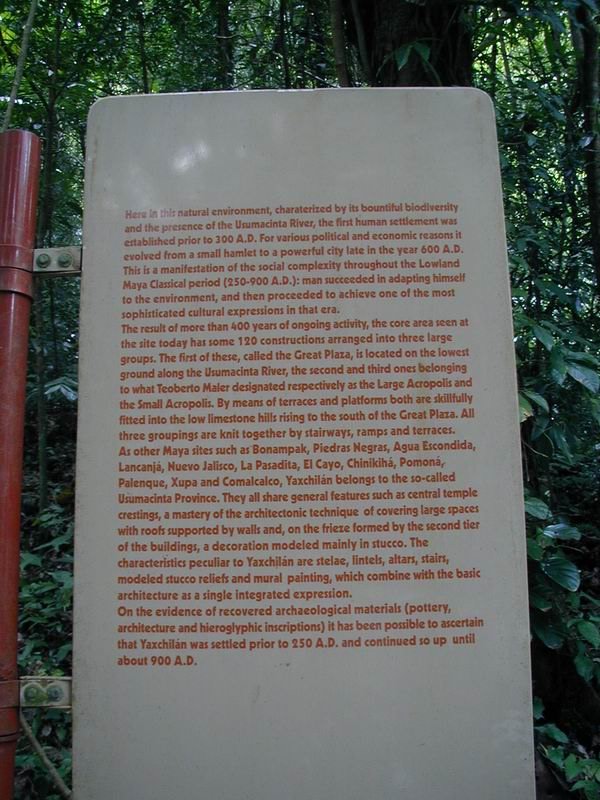 Here in this natural environment, charaterized by its bountiful biodiversity
and the presence of the Usumacinta River, the first human settlement was
established prior to 300 A.D. For various political and economic reasons it
evolved from a small hamlet to a powerful city late in the year 600 A.D.
This is a manifestation of the social complexity throughout the Lowland
Maya Classical period (250-900 A.D.): man succeeded in adapting himself
to the environment, and then proceeded to achieve one of the most
sophisticated cultural expressions in that era.
The result of more than 400 years of ongoing activity, the core area seen at
the site today has some 120 constructions arranged into three large
groups. The first of these, called the Great Plaza, is located on the lowest
ground along the Usumacinta River, the second and third ones belonging
to what Teoberto Maler designated respectively as the Large Acropolis and
the Small Acropolis. By means of terraces and platforms both are skillfully
fitted into the low limestone hills rising to the south of the Great Plaza. All
three groupings are knit together by stairways, ramps and terraces.
As other Maya sites such as Bonampak, Piedras Negras, Agua Escondida,
Lancanjá, Nuevo Jalisco, La Pasadita, El Cayo, Chinikihá, Pomoná,
Palenque, Xupa and Comalcalco, Yaxchilán belongs to the so-called
Usumacinta Province. They all share general features such as central temple
crestings, a mastery of the architectonic technique of covering large spaces
with roofs supported by walls and, on the frieze formed by the second tier
of the buildings, a decoration modeled mainly in stucco. The
characteristics peculiar to Yaxchilán are stelae, lintels, altars, stairs,
modeled stucco reliefs and mural painting, which combine with the basic
architecture as a single integrated expression.
On the evidence of recovered archaeological materials (pottery,
architecture and hieroglyphic inscriptions) it has been possible to ascertain
that Yaxchilán was settled prior to 250 A.D. and continued so up until
about 900 A.D.